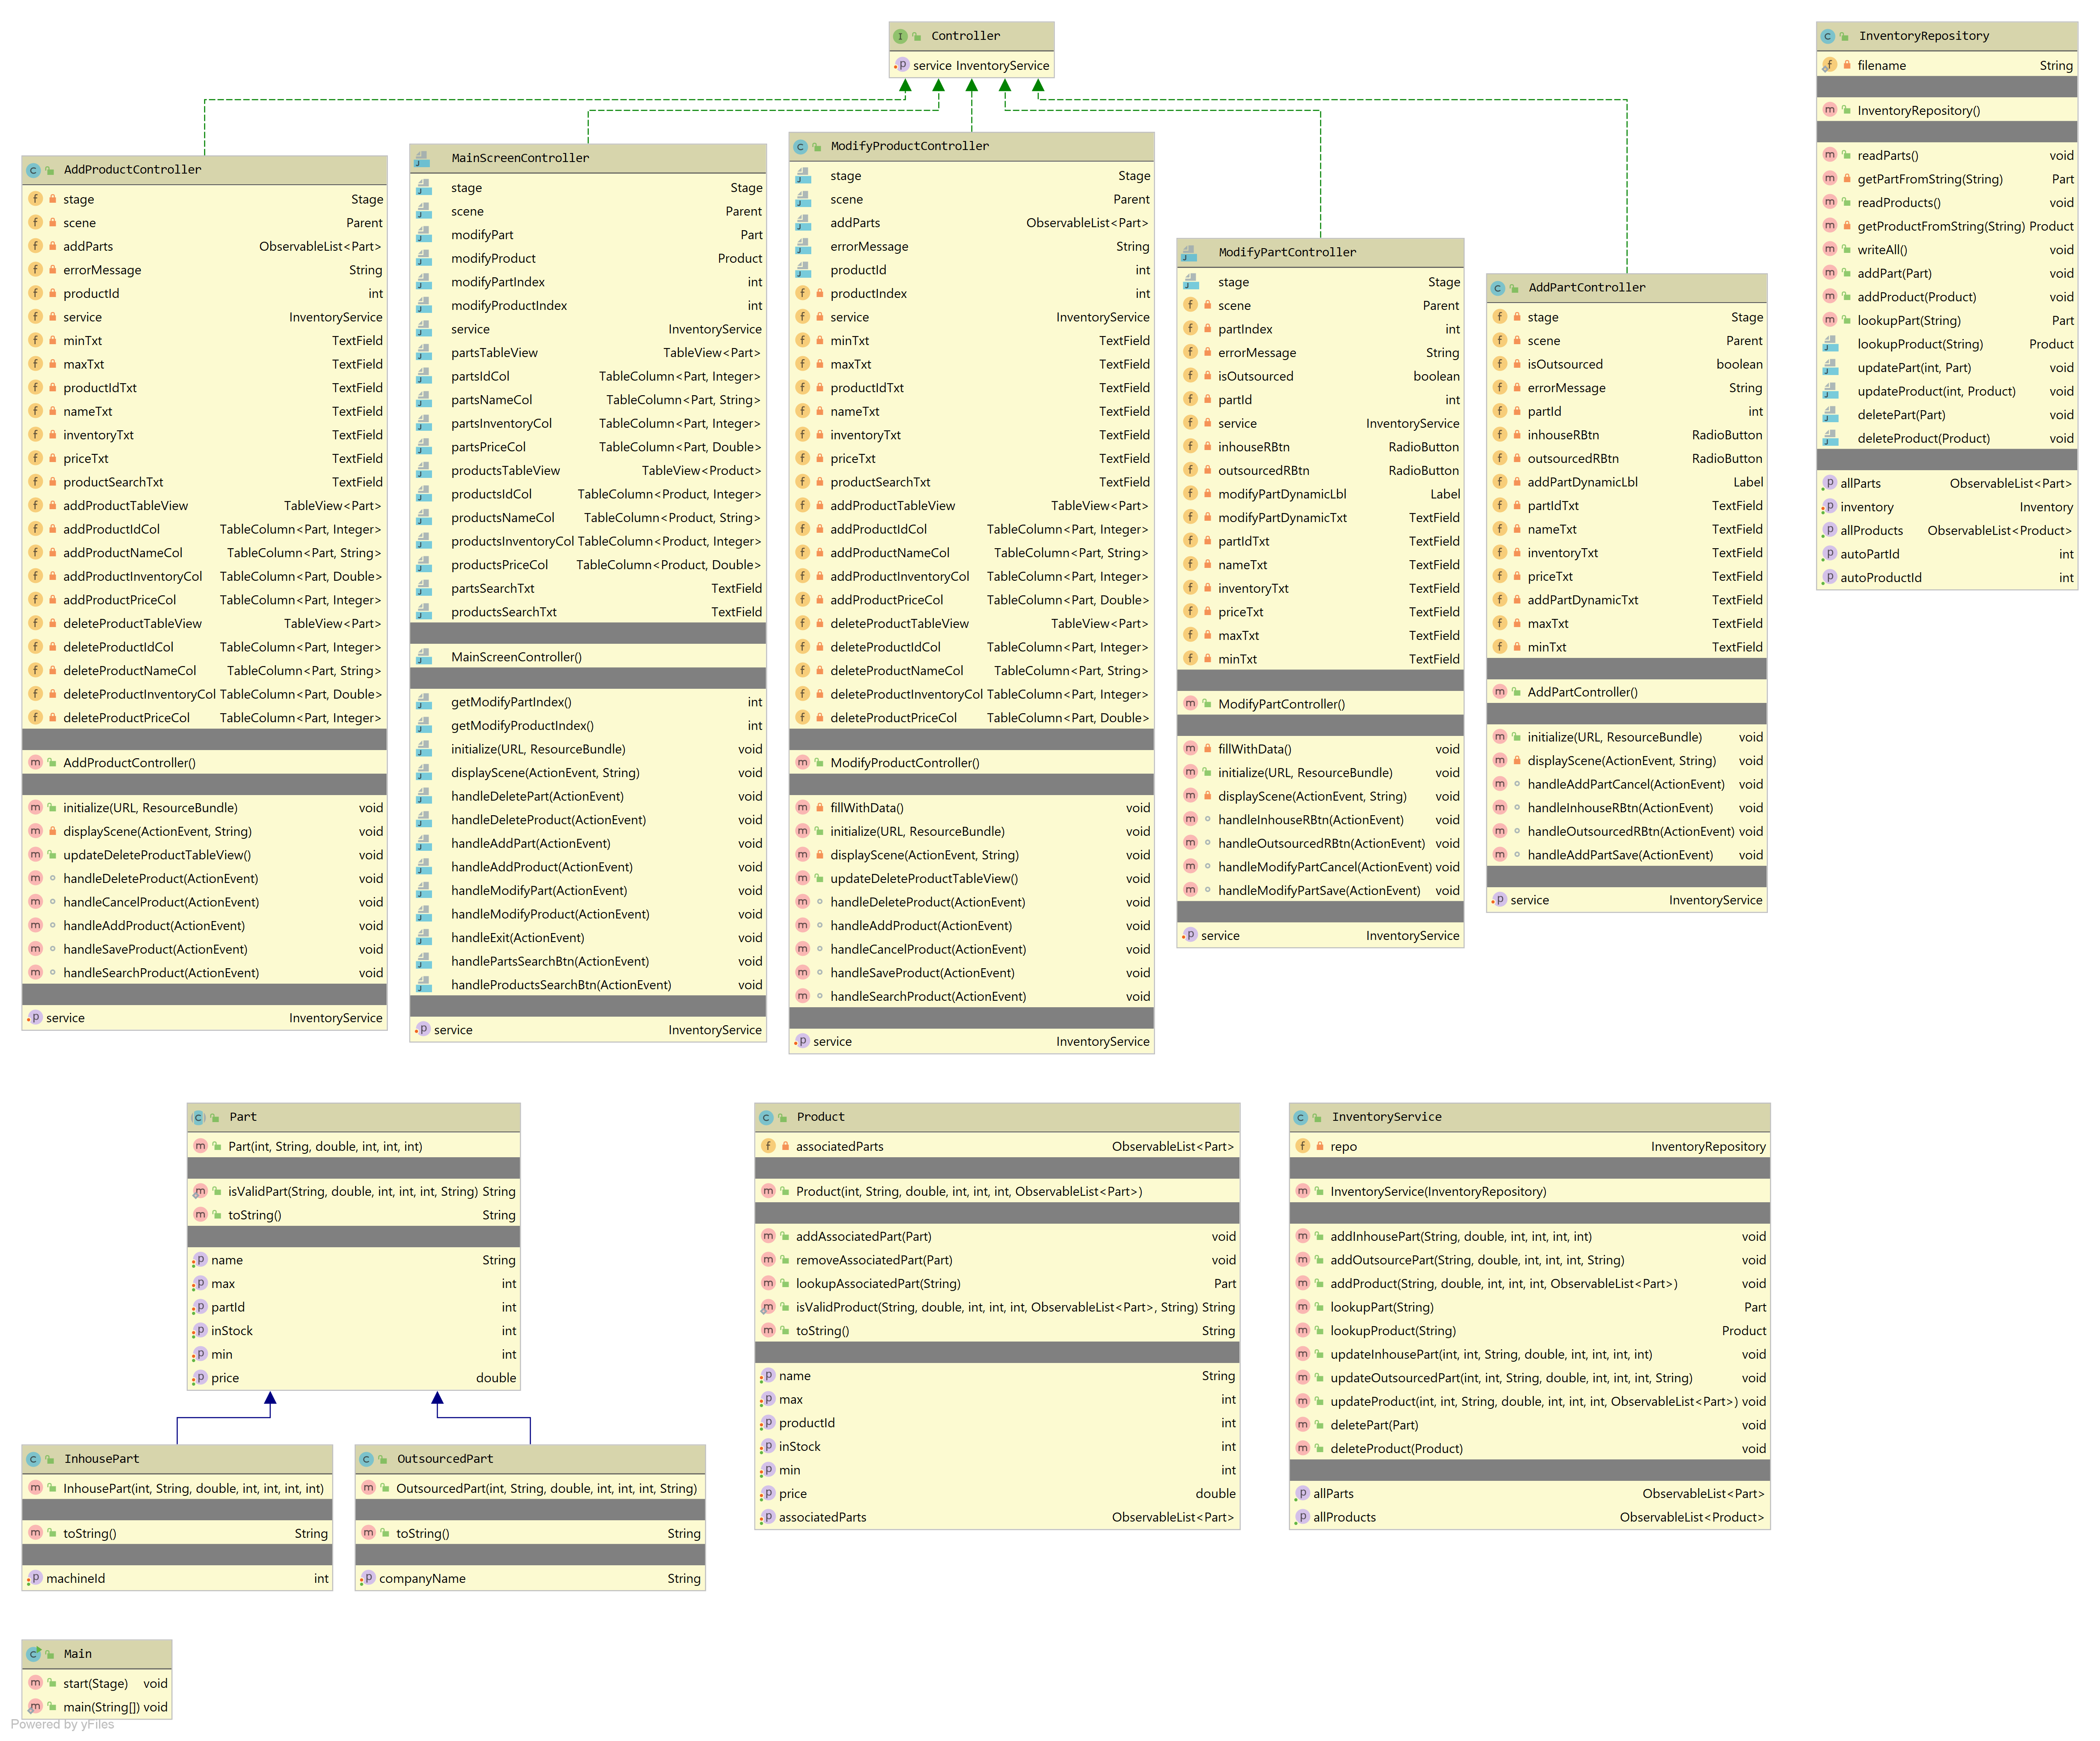 Controller
service InventoryService
AddProductController
stage Stage
scene Parent
addParts ObservableList<Part>
errorMessage String
productId int
service InventoryService
minTxt TextField
maxTxt TextField
productIdTxt TextField
nameTxt TextField
inventoryTxt TextField
priceTxt TextField
productSearchTxt TextField
addProductTableView TableView<Part>
addProductIdCol TableColumn<Part, Integer>
addProductNameCol TableColumn<Part, String>
addProductInventoryCol TableColumn<Part, Double>
addProductPriceCol TableColumn<Part, Integer>
deleteProductTableView TableView<Part>
deleteProductIdCol TableColumn<Part, Integer>
deleteProductNameCol TableColumn<Part, String>
deleteProductInventoryCol TableColumn<Part, Double>
deleteProductPriceCol TableColumn<Part, Integer>
AddProductController()
initialize(URL, ResourceBundle) void
displayScene(ActionEvent, String) void
updateDeleteProductTableView() void
handleDeleteProduct(ActionEvent) void
handleCancelProduct(ActionEvent) void
handleAddProduct(ActionEvent) void
handleSaveProduct(ActionEvent) void
handleSearchProduct(ActionEvent) void
service InventoryService
MainScreenController
stage Stage
scene Parent
modifyPart Part
modifyProduct Product
modifyPartIndex int
modifyProductIndex int
service InventoryService
partsTableView TableView<Part>
partsIdCol TableColumn<Part, Integer>
partsNameCol TableColumn<Part, String>
partsInventoryCol TableColumn<Part, Integer>
partsPriceCol TableColumn<Part, Double>
productsTableView TableView<Product>
productsIdCol TableColumn<Product, Integer>
productsNameCol TableColumn<Product, String>
productsInventoryCol TableColumn<Product, Integer>
productsPriceCol TableColumn<Product, Double>
partsSearchTxt TextField
productsSearchTxt TextField
MainScreenController()
getModifyPartIndex() int
getModifyProductIndex() int
initialize(URL, ResourceBundle) void
displayScene(ActionEvent, String) void
handleDeletePart(ActionEvent) void
handleDeleteProduct(ActionEvent) void
handleAddPart(ActionEvent) void
handleAddProduct(ActionEvent) void
handleModifyPart(ActionEvent) void
handleModifyProduct(ActionEvent) void
handleExit(ActionEvent) void
handlePartsSearchBtn(ActionEvent) void
handleProductsSearchBtn(ActionEvent) void
service InventoryService
ModifyProductController
stage Stage
scene Parent
addParts ObservableList<Part>
errorMessage String
productId int
productIndex int
service InventoryService
minTxt TextField
maxTxt TextField
productIdTxt TextField
nameTxt TextField
inventoryTxt TextField
priceTxt TextField
productSearchTxt TextField
addProductTableView TableView<Part>
addProductIdCol TableColumn<Part, Integer>
addProductNameCol TableColumn<Part, String>
addProductInventoryCol TableColumn<Part, Integer>
addProductPriceCol TableColumn<Part, Double>
deleteProductTableView TableView<Part>
deleteProductIdCol TableColumn<Part, Integer>
deleteProductNameCol TableColumn<Part, String>
deleteProductInventoryCol TableColumn<Part, Integer>
deleteProductPriceCol TableColumn<Part, Double>
ModifyProductController()
fillWithData() void
initialize(URL, ResourceBundle) void
displayScene(ActionEvent, String) void
updateDeleteProductTableView() void
handleDeleteProduct(ActionEvent) void
handleAddProduct(ActionEvent) void
handleCancelProduct(ActionEvent) void
handleSaveProduct(ActionEvent) void
handleSearchProduct(ActionEvent) void
service InventoryService
ModifyPartController
stage Stage
scene Parent
partIndex int
errorMessage String
isOutsourced boolean
partId int
service InventoryService
inhouseRBtn RadioButton
outsourcedRBtn RadioButton
modifyPartDynamicLbl Label
modifyPartDynamicTxt TextField
partIdTxt TextField
nameTxt TextField
inventoryTxt TextField
priceTxt TextField
maxTxt TextField
minTxt TextField
ModifyPartController()
fillWithData() void
initialize(URL, ResourceBundle) void
displayScene(ActionEvent, String) void
handleInhouseRBtn(ActionEvent) void
handleOutsourcedRBtn(ActionEvent) void
handleModifyPartCancel(ActionEvent) void
handleModifyPartSave(ActionEvent) void
service InventoryService
AddPartController
stage Stage
scene Parent
isOutsourced boolean
errorMessage String
partId int
inhouseRBtn RadioButton
outsourcedRBtn RadioButton
addPartDynamicLbl Label
partIdTxt TextField
nameTxt TextField
inventoryTxt TextField
priceTxt TextField
addPartDynamicTxt TextField
maxTxt TextField
minTxt TextField
AddPartController()
initialize(URL, ResourceBundle) void
displayScene(ActionEvent, String) void
handleAddPartCancel(ActionEvent) void
handleInhouseRBtn(ActionEvent) void
handleOutsourcedRBtn(ActionEvent) void
handleAddPartSave(ActionEvent) void
service InventoryService
InventoryRepository
filename String
InventoryRepository()
readParts() void
getPartFromString(String) Part
readProducts() void
getProductFromString(String) Product
writeAll() void
addPart(Part) void
addProduct(Product) void
lookupPart(String) Part
lookupProduct(String) Product
updatePart(int, Part) void
updateProduct(int, Product) void
deletePart(Part) void
deleteProduct(Product) void
allParts ObservableList<Part>
inventory Inventory
allProducts ObservableList<Product>
autoPartId int
autoProductId int
Part
Part(int, String, double, int, int, int)
isValidPart(String, double, int, int, int, String) String
toString() String
name String
max int
partId int
inStock int
min int
price double
InhousePart
InhousePart(int, String, double, int, int, int, int)
toString() String
machineId int
OutsourcedPart
OutsourcedPart(int, String, double, int, int, int, String)
toString() String
companyName String
Product
associatedParts ObservableList<Part>
Product(int, String, double, int, int, int, ObservableList<Part>)
addAssociatedPart(Part) void
removeAssociatedPart(Part) void
lookupAssociatedPart(String) Part
isValidProduct(String, double, int, int, int, ObservableList<Part>, String) String
toString() String
name String
max int
productId int
inStock int
min int
price double
associatedParts ObservableList<Part>
InventoryService
repo InventoryRepository
InventoryService(InventoryRepository)
addInhousePart(String, double, int, int, int, int) void
addOutsourcePart(String, double, int, int, int, String) void
addProduct(String, double, int, int, int, ObservableList<Part>) void
lookupPart(String) Part
lookupProduct(String) Product
updateInhousePart(int, int, String, double, int, int, int, int) void
updateOutsourcedPart(int, int, String, double, int, int, int, String) void
updateProduct(int, int, String, double, int, int, int, ObservableList<Part>) void
deletePart(Part) void
deleteProduct(Product) void
allParts ObservableList<Part>
allProducts ObservableList<Product>
Main
start(Stage) void
main(String[]) void
Powered by yFiles